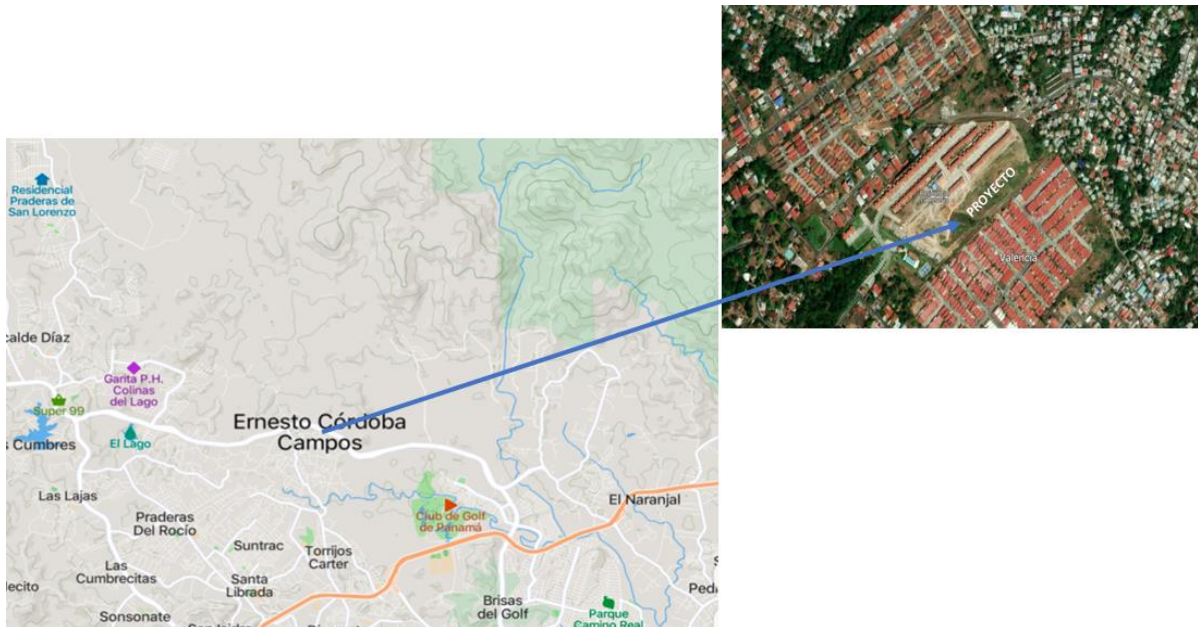 PROYECTO
Valencia
Residencial
Praderas de
San Lorenzo
calde Díaz
Garita P.H.
Colinas
del Lago
Super 99
El Lago
s Cumbres
Ernesto Córdoba
Campos
Las Lajas
Praderas
Del Rocío
Suntrac
Torrijos
Carter
Club de Golf
de Panamá
El Naranjal
Las
Cumbrecitas
Santa
Librada
lecito
Sonsonate
Brisas
del Golf
Parque
Camino Real